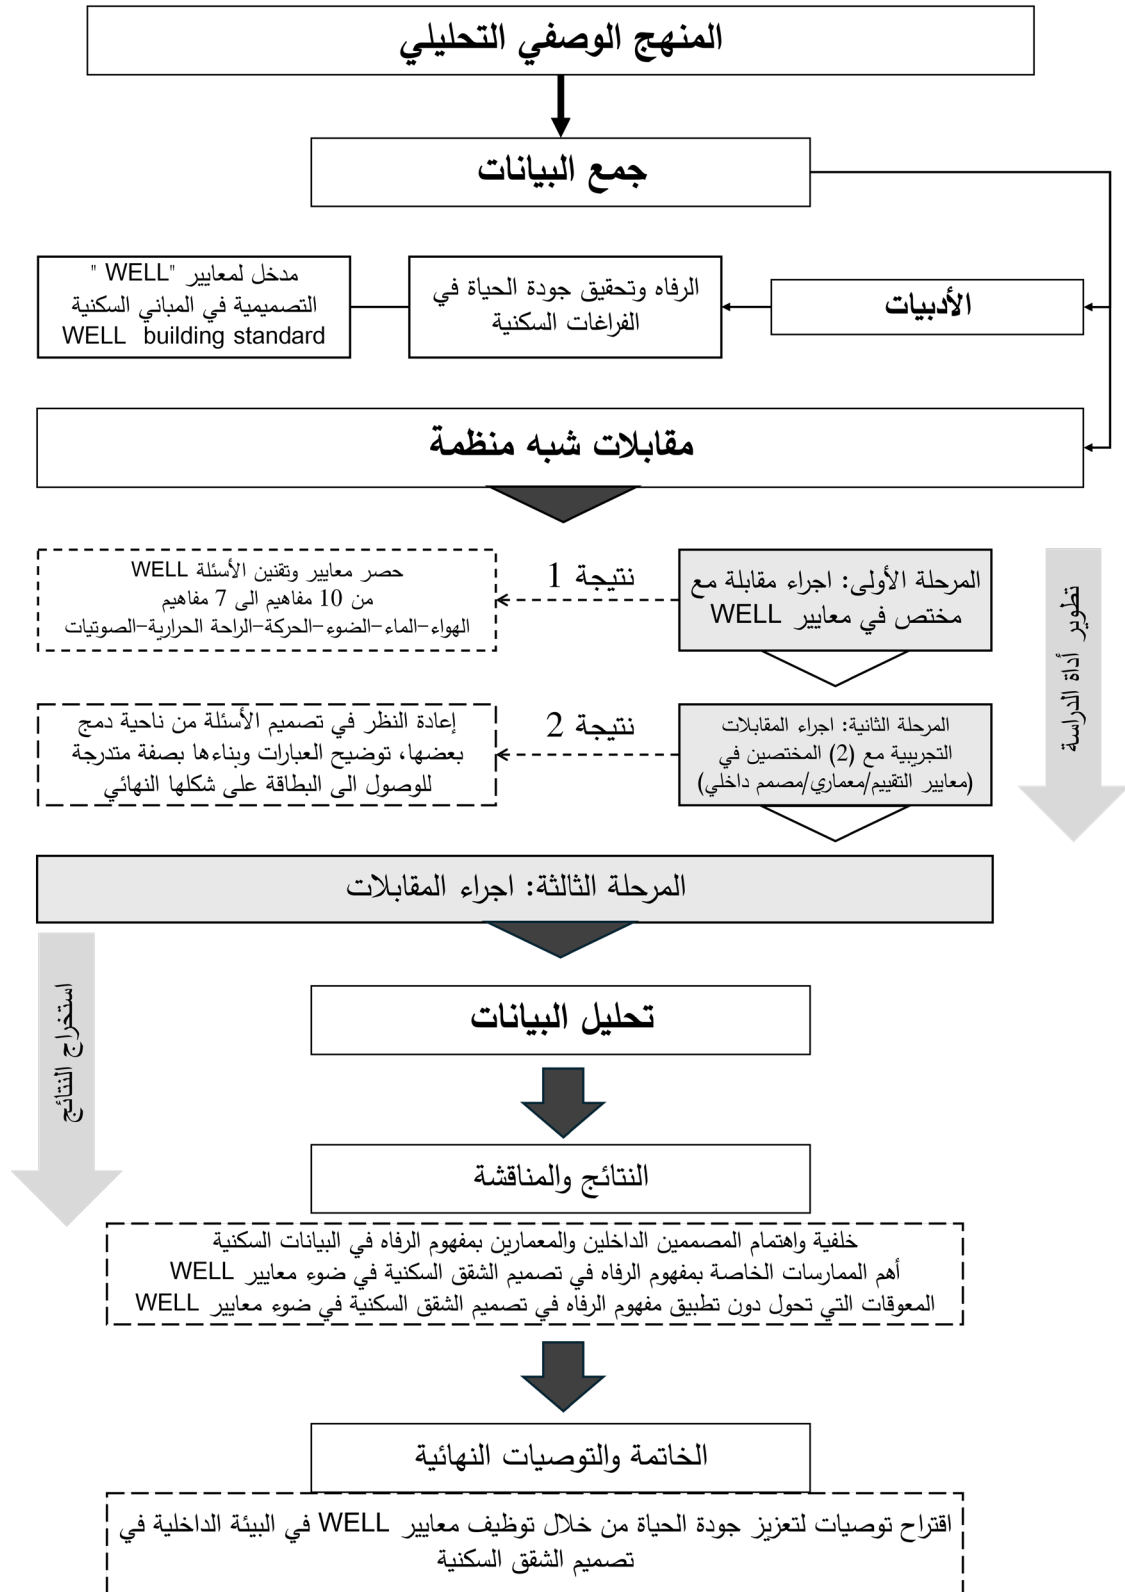 المنهج الوصفي التحليلي
جمع البيانات
الأدبيات
الرفاه وتحقيق جودة الحياة في
الفراغات السكنية
مدخل لمعايير "WELL "
التصميمية في المباني السكنية
WELL building standard
مقابلات شبه منظمة
تطوير أداة الدراسة
المرحلة الأولى: اجراء مقابلة مع
مختص في معايير WELL
نتيجة 1
حصر معايير وتقنين الأسئلة WELL
من 10 مفاهيم الى 7 مفاهيم
الهواء-الماء-الضوء-الحركة-الراحة الحرارية-الصوتيات
المرحلة الثانية: اجراء المقابلات
التجريبية مع (2) المختصين في
(معايير التقييم/معماري/مصمم داخلي)
نتيجة 2
إعادة النظر في تصميم الأسئلة من ناحية دمج
بعضها، توضيح العبارات وبناءها بصفة متدرجة
للوصول الى البطاقة على شكلها النهائي
المرحلة الثالثة: اجراء المقابلات
استخراج النتائج
تحليل البيانات
النتائج والمناقشة
خلفية واهتمام المصممين الداخلين والمعمارين بمفهوم الرفاه في البيانات السكنية
أهم الممارسات الخاصة بمفهوم الرفاه في تصميم الشقق السكنية في ضوء معايير WELL
المعوقات التي تحول دون تطبيق مفهوم الرفاه في تصميم الشقق السكنية في ضوء معايير WELL
الخاتمة والتوصيات النهائية
اقتراح توصيات لتعزيز جودة الحياة من خلال توظيف معايير WELL في البيئة الداخلية في
تصميم الشقق السكنية